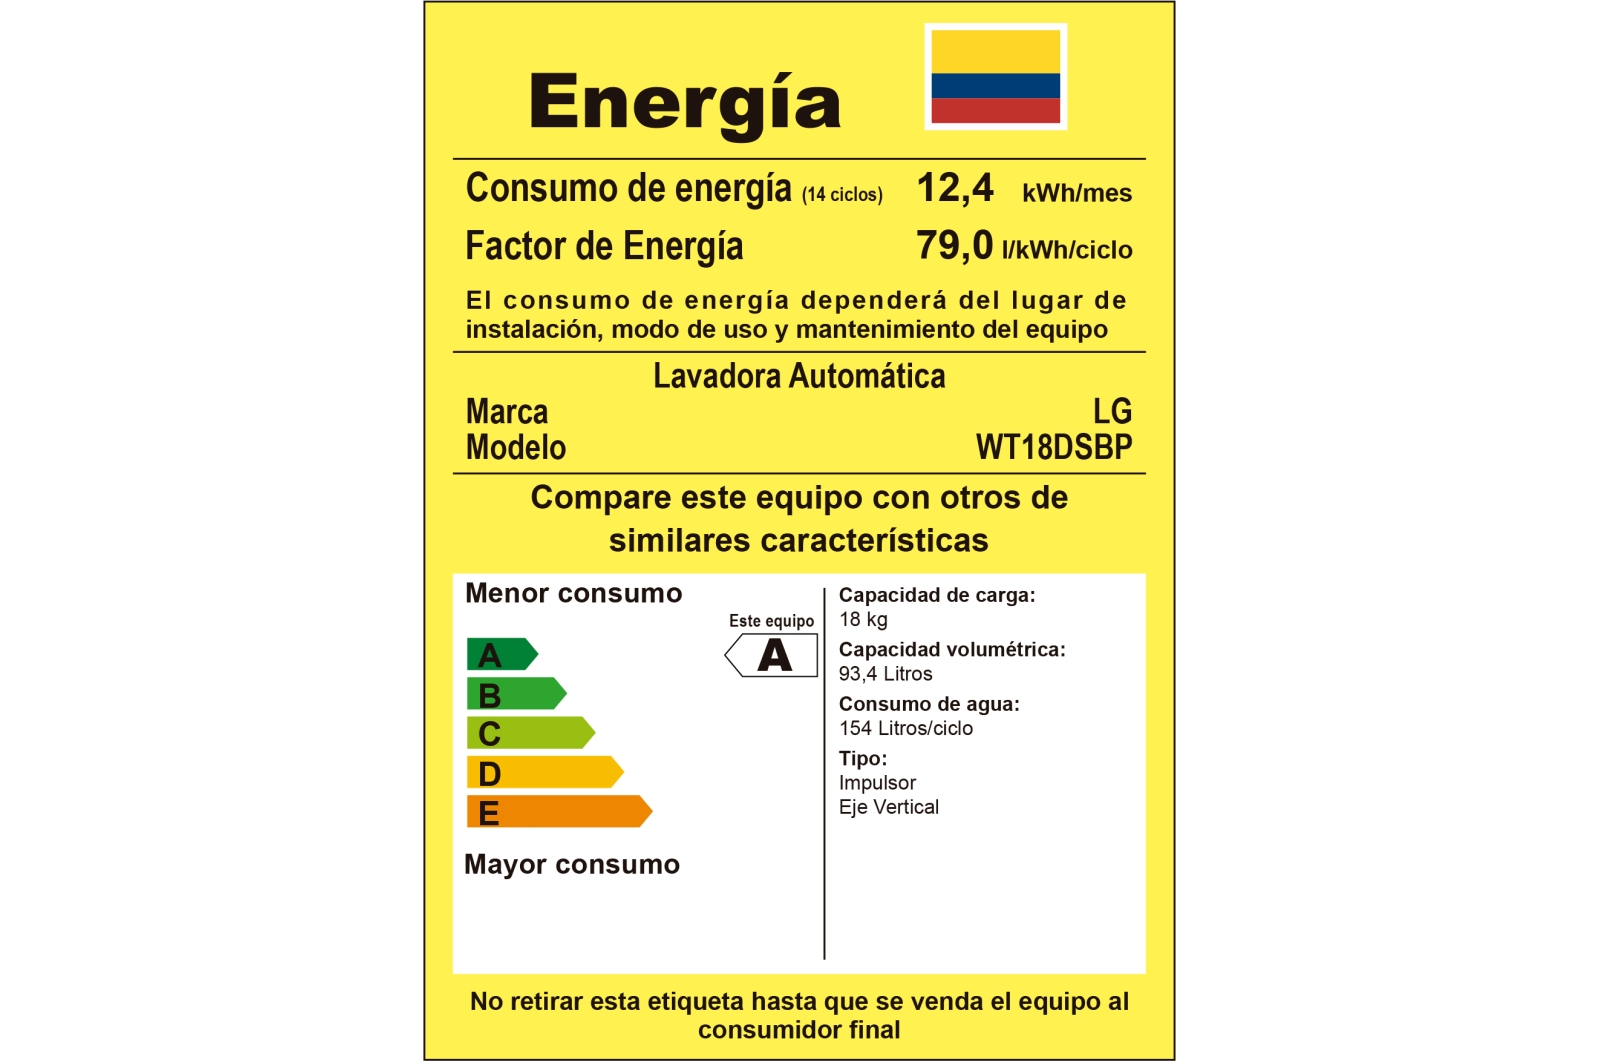 Energía
Consumo de energía (14 ciclos) 12,4 kWh/mes
Factor de Energía 79,0 l/kWh/ciclo
El consumo de energía dependerá del lugar de
instalación, modo de uso y mantenimiento del equipo
Lavadora Automática
Marca LG
Modelo WT18DSBP
Compare este equipo con otros de
similares características
Menor consumo
Este equipo
A
A
B
C
D
E
Mayor consumo
Capacidad de carga:
18 kg
Capacidad volumétrica:
93,4 Litros
Consumo de agua:
154 Litros/ciclo
Tipo:
Impulsor
Eje Vertical
No retirar esta etiqueta hasta que se venda el equipo al
consumidor final